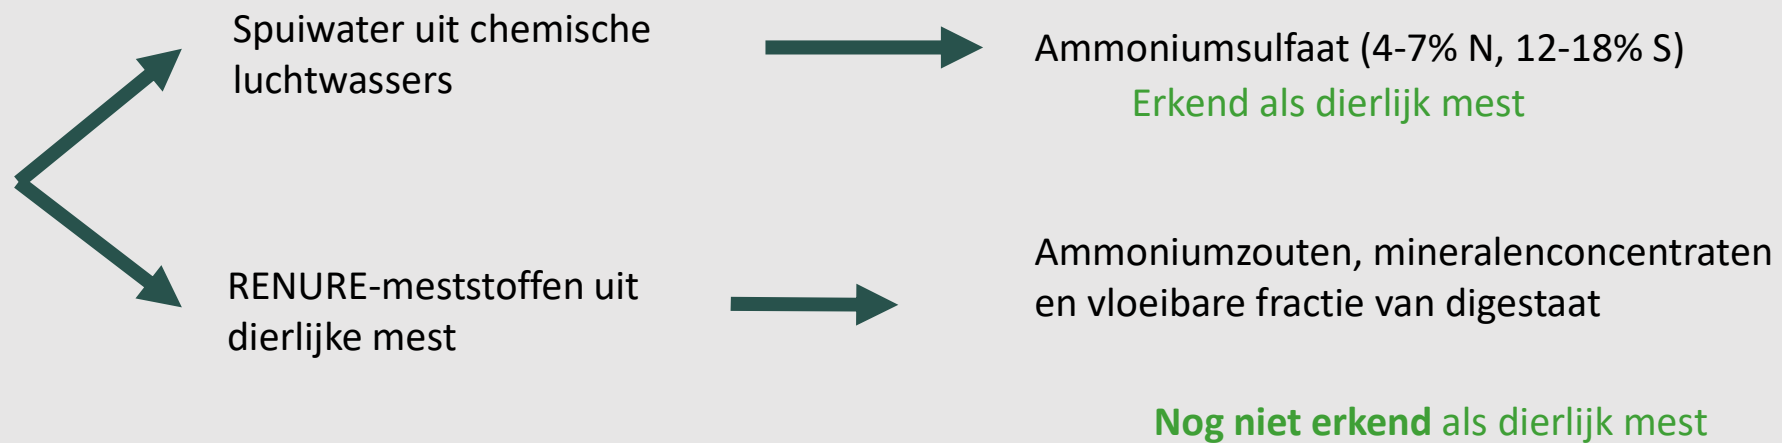 Spuiwater uit chemische
luchtwassers
Ammoniumsulfaat (4-7% N, 12-18% S)
Erkend als dierlijk mest
RENURE-meststoffen uit
dierlijke mest
Ammoniumzouten, mineralenconcentraten
en vloeibare fractie van digestaat
Nog niet erkend als dierlijk mest